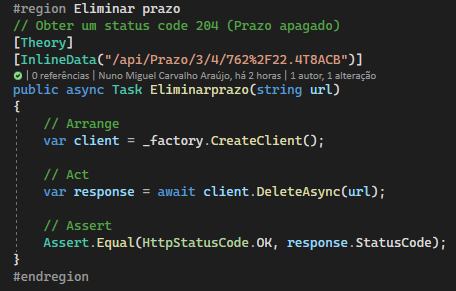 #region Eliminar prazo
// Obter um status code 204 (Prazo apagado)
[Theory]
[InlineData("/api/Prazo/3/4/762%2F22.4T8ACB")]
| 0 referências | Nuno Miguel Carvalho Araújo, há 2 horas | 1 autor, 1 alteração
public async Task Eliminarprazo(string url)
{
// Arrange
var client = _factory.CreateClient();
// Act
var response = await client.DeleteAsync(url);
// Assert
Assert.Equal(HttpStatusCode.OK, response.StatusCode);
}
#endregion